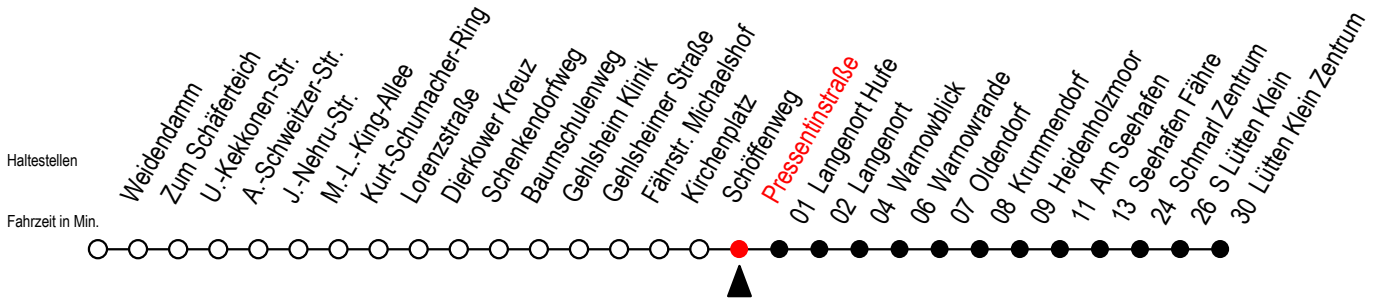 Haltestellen
Fahrzeit in Min.
Weidendamm
Zum Schäferteich
U.-Kekkonen-Str.
A.-Schweitzer-Str.
J.-Nehru-Str.
M.-L.-King-Allee
Kurt-Schumacher-Ring
Lorenzstraße
Dierkower Kreuz
Schenkendorfweg
Baumschulenweg
Gehlsheim Klinik
Gehlsheimer Straße
Fährstr. Michaelshof
Kirchenplatz
Schöffenweg
Pressentinstraße
01 Langenort Hufe
02 Langenort
04 Warnowblick
06 Warnowrande
07 Oldendorf
08 Krummendorf
09 Heidenholzmoor
11 Am Seehafen
13 Seehafen Fähre
24 Schmarl Zentrum
26 S Lütten Klein
30 Lütten Klein Zentrum